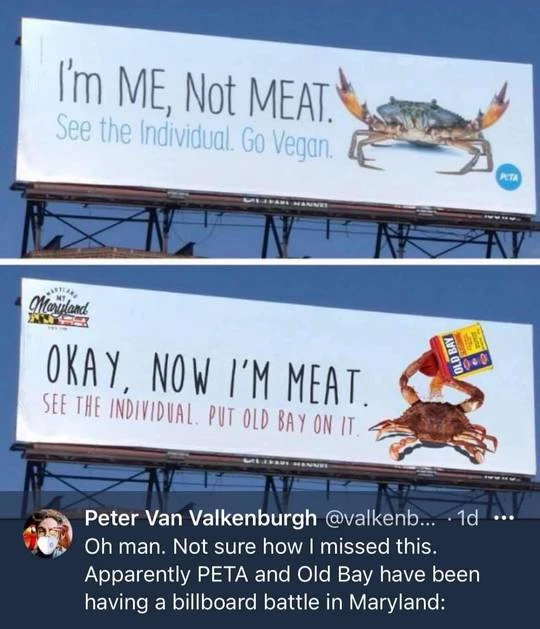 I'm ME, Not MEAT.
See the Individual. Go Vegan.
PETA
MARYLAND
MY
Maryland
OLD BAY
OKAY, NOW I'M MEAT.
SEE THE INDIVIDUAL. PUT OLD BAY ON IT.
Peter Van Valkenburgh @valkenb... · 1d ...
Oh man. Not sure how I missed this.
Apparently PETA and Old Bay have been
having a billboard battle in Maryland: